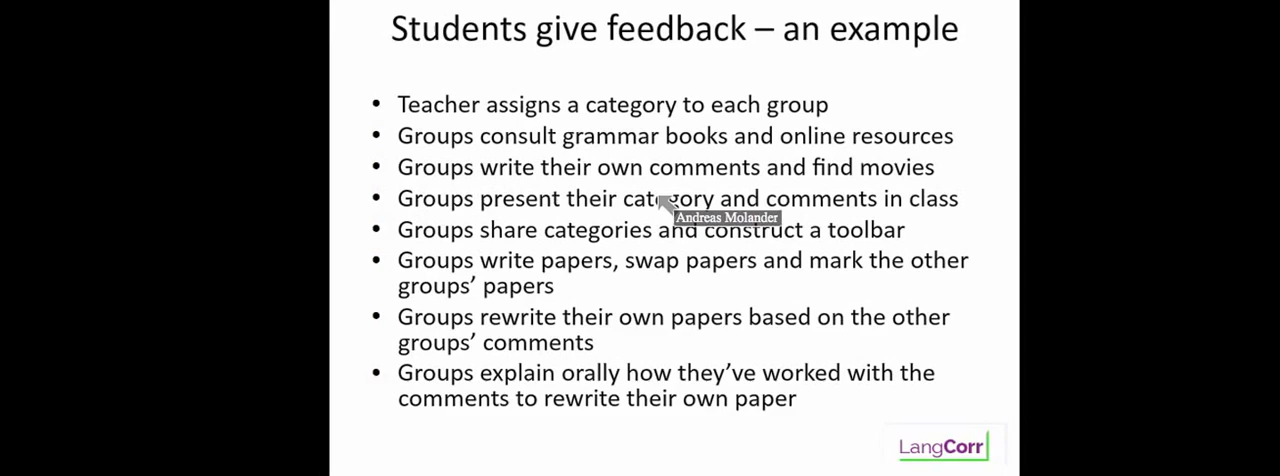 Students give feedback – an example
• Teacher assigns a category to each group
• Groups consult grammar books and online resources
• Groups write their own comments and find movies
• Groups present their category and comments in class
Andreas Molander
• Groups share categories and construct a toolbar
• Groups write papers, swap papers and mark the other
groups’ papers
• Groups rewrite their own papers based on the other
groups’ comments
• Groups explain orally how they’ve worked with the
comments to rewrite their own paper
LangCorr